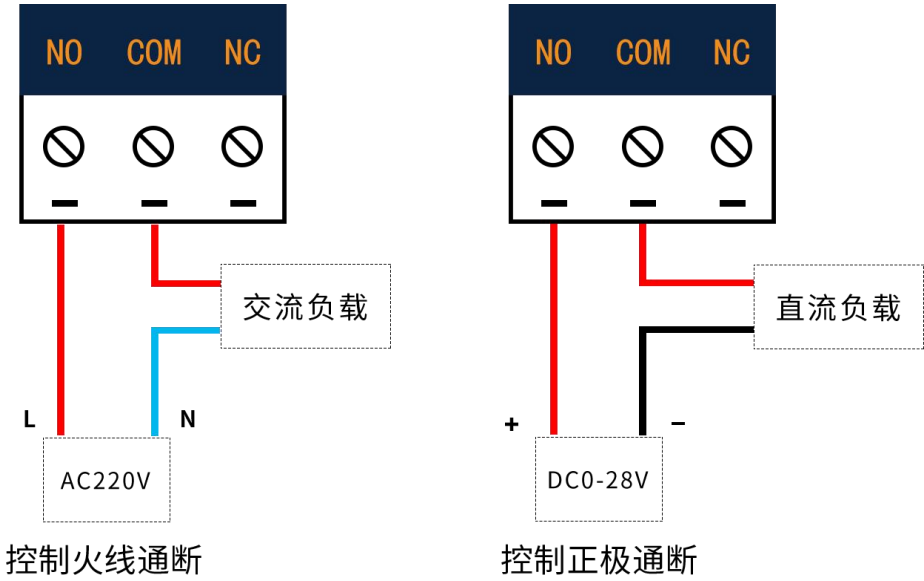 NO COM NC
交流负载
L N
AC220V
控制火线通断
NO COM NC
直流负载
+ −
DC0-28V
控制正极通断